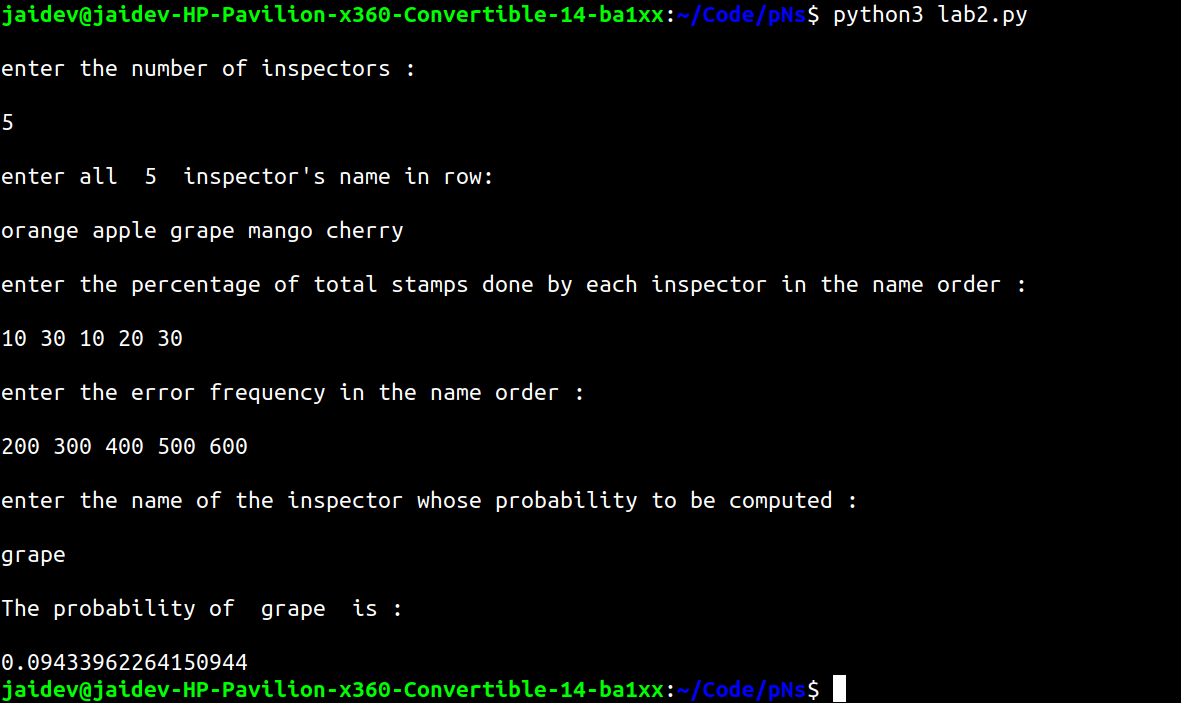 jaidev@jaidev-HP-Pavilion-x360-Convertible-14-ba1xx:~/Code/pNs$ python3 lab2.py
enter the number of inspectors :
5
enter all  5  inspector's name in row:
orange apple grape mango cherry
enter the percentage of total stamps done by each inspector in the name order :
10 30 10 20 30
enter the error frequency in the name order :
200 300 400 500 600
enter the name of the inspector whose probability to be computed :
grape
The probability of  grape  is :
0.09433962264150944
jaidev@jaidev-HP-Pavilion-x360-Convertible-14-ba1xx:~/Code/pNs$